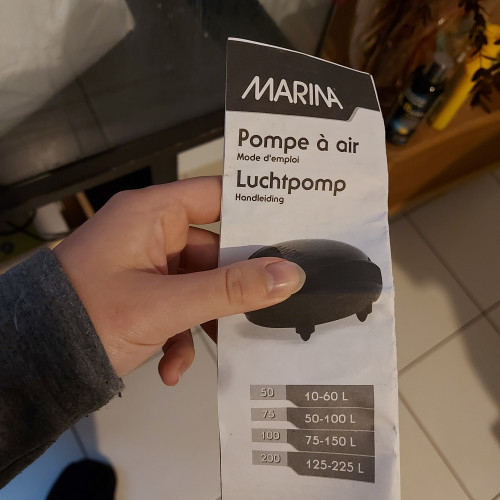 MARINA
Pompe à air
Mode d'emploi
Luchtpomp
Handleiding
50 10-60 L
75 50-100 L
100 75-150 L
200 125-225 L